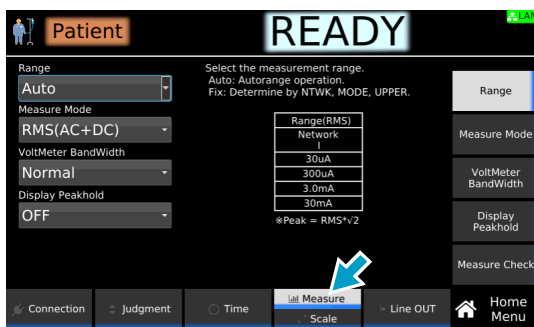 Patient
READY
LAN
Range
Auto
Measure Mode
RMS(AC+DC)
VoltMeter BandWidth
Normal
Display Peakhold
OFF
Select the measurement range.
Auto: Autorange operation.
Fix: Determine by NTWK, MODE, UPPER.
Range(RMS)
Network
I
30uA
300uA
3.0mA
30mA
※Peak = RMS*√2
Range
Measure Mode
VoltMeter
BandWidth
Display
Peakhold
Measure Check
Connection
Judgment
Time
Measure
Scale
Line OUT
Home
Menu